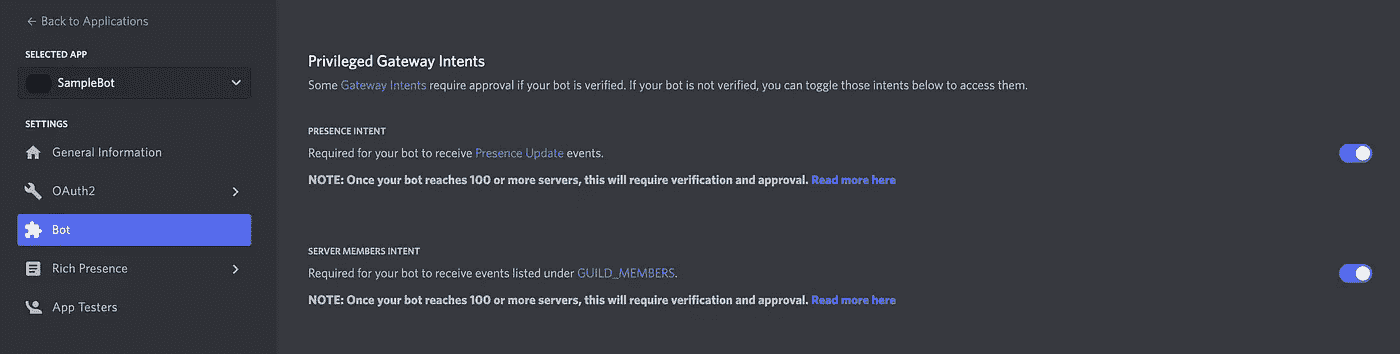 ← Back to Applications
SELECTED APP
SampleBot
SETTINGS
General Information
OAuth2
Bot
Rich Presence
App Testers
Privileged Gateway Intents
Some Gateway Intents require approval if your bot is verified. If your bot is not verified, you can toggle those intents below to access them.
PRESENCE INTENT
Required for your bot to receive Presence Update events.
NOTE: Once your bot reaches 100 or more servers, this will require verification and approval. Read more here
SERVER MEMBERS INTENT
Required for your bot to receive events listed under GUILD_MEMBERS.
NOTE: Once your bot reaches 100 or more servers, this will require verification and approval. Read more here